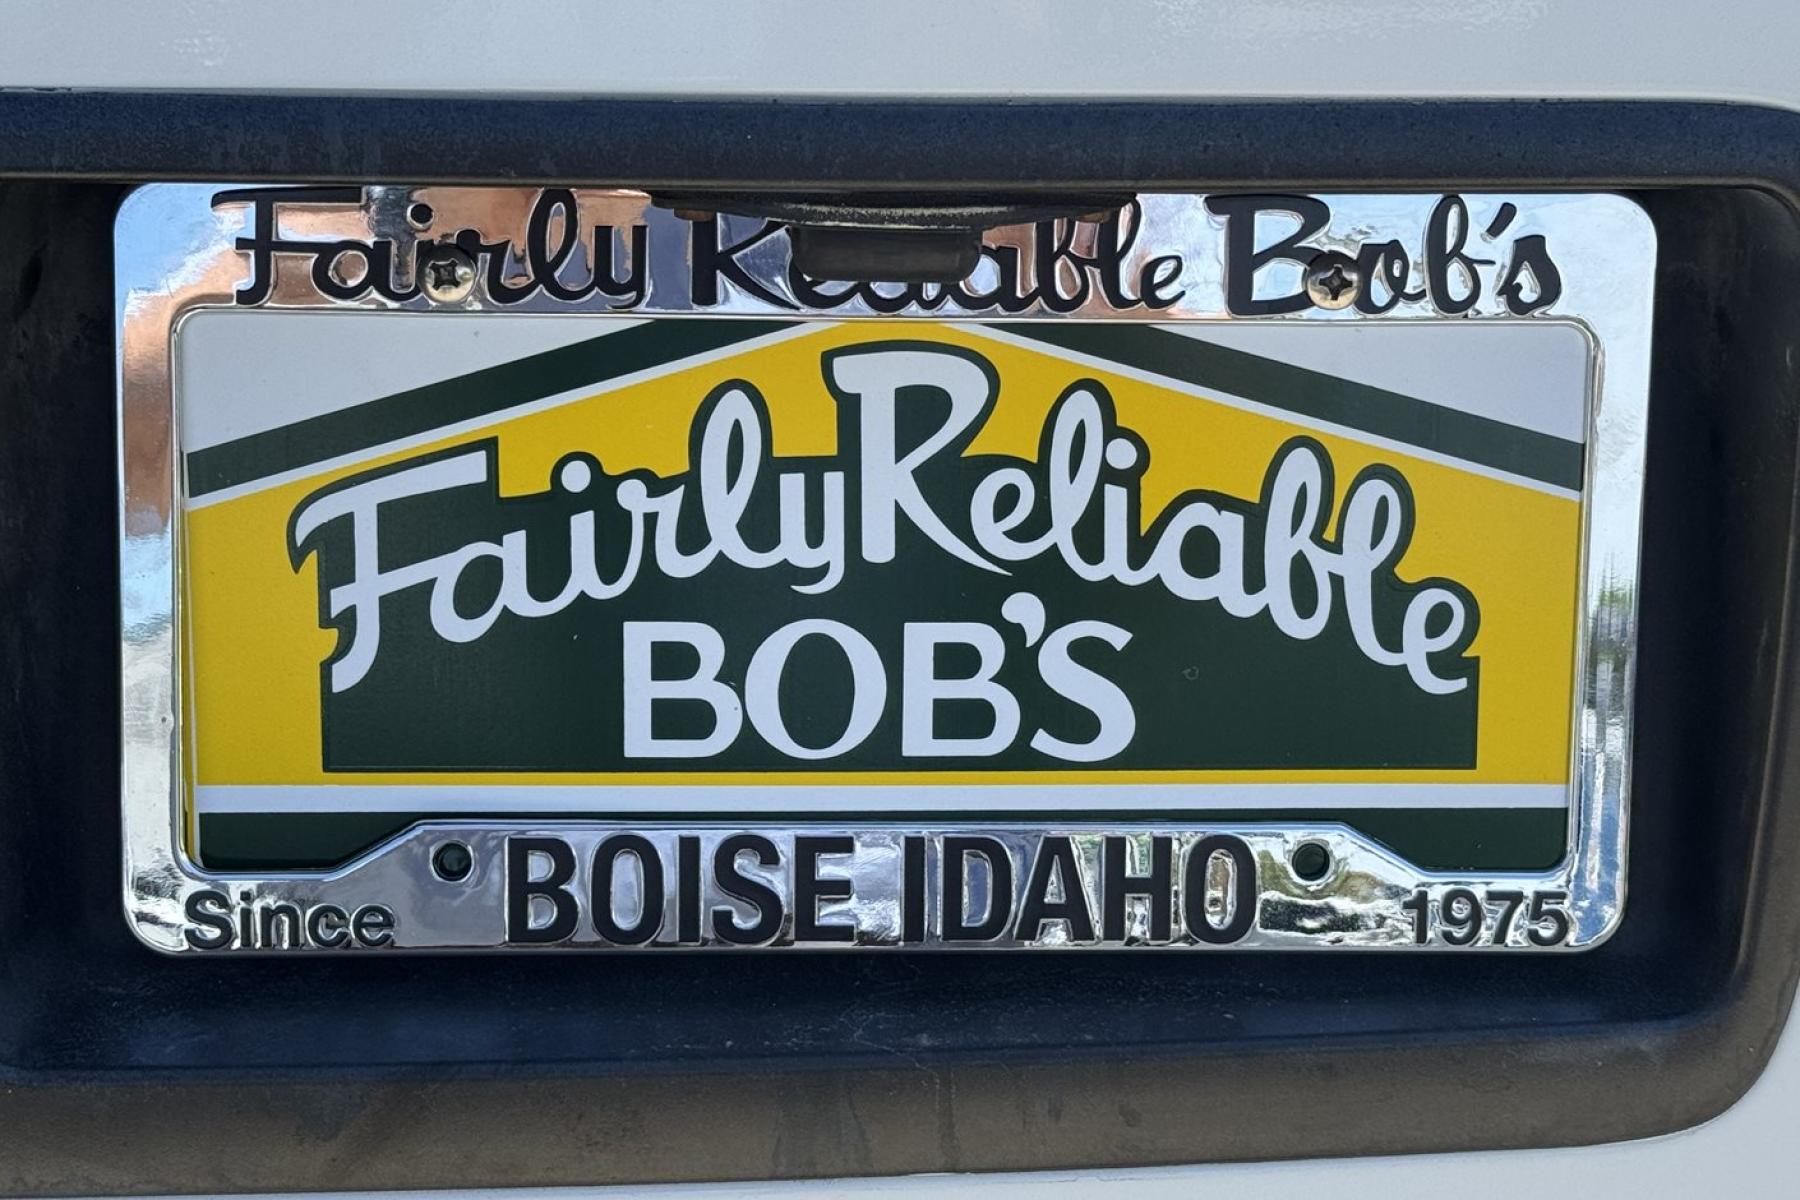 Fairly Reliable Bob's
Fairly Reliable
BOB'S
Since BOISE IDAHO 1975